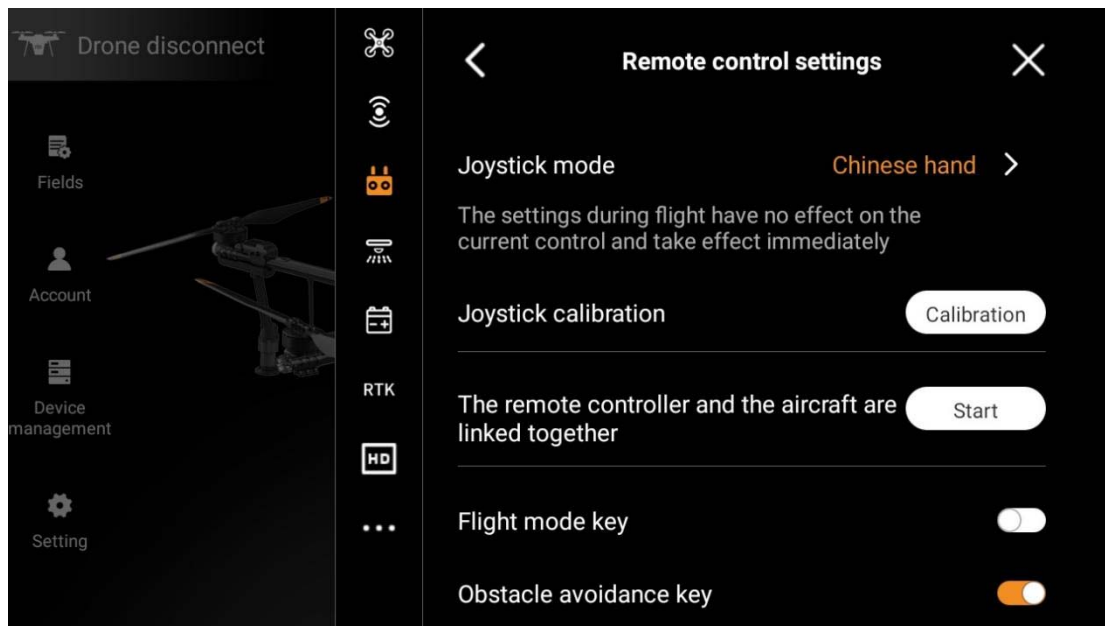 Drone disconnect
Fields
Account
Device
management
Setting
RTK
HD
Remote control settings
Joystick mode
Chinese hand
The settings during flight have no effect on the
current control and take effect immediately
Joystick calibration
Calibration
The remote controller and the aircraft are
linked together
Start
Flight mode key
Obstacle avoidance key